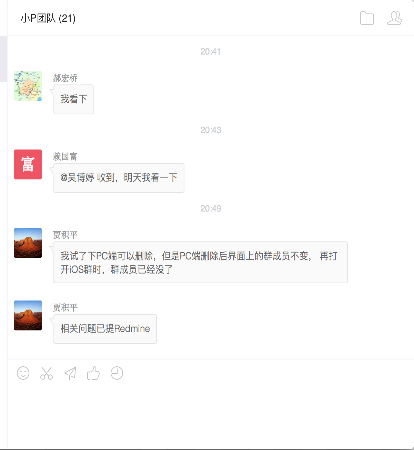 小P团队 (21)
20:41
郝宏桥
我看下
20:43
戴国富
富
@吴博婷 收到，明天我看一下
20:49
贾积平
我试了下PC端可以删除，但是PC端删除后界面上的群成员不变， 再打
开iOS群时，群成员已经没了
贾积平
相关问题已提Redmine